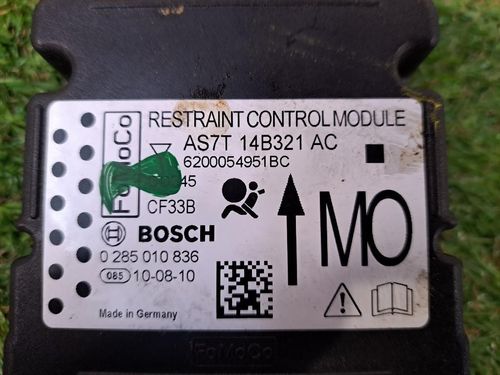 RESTRAINT CONTROL MODULE
FoMoCo
AS7T 14B321 AC
6200054951BC
45
CF33B
BOSCH
0 285 010 836
085 10-08-10
MO
Made in Germany
FoMoCo